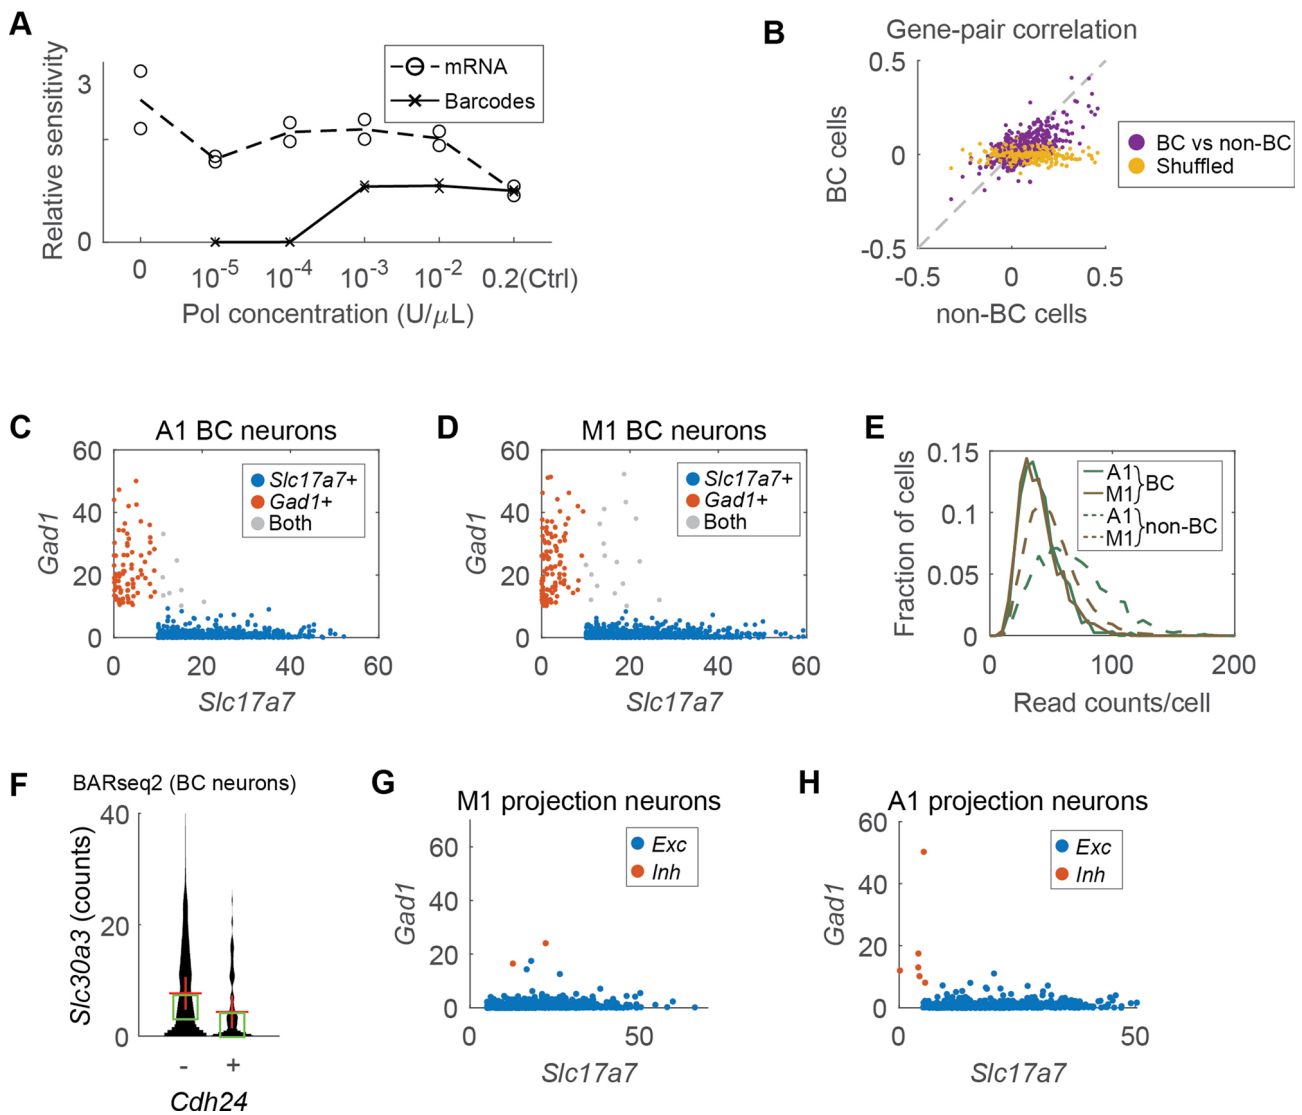 A
Relative sensitivity
3
0
mRNA
Barcodes
0 10-5 10-4 10-3 10-2 0.2(Ctrl)
Pol concentration (U/μL)
B
Gene-pair correlation
BC cells
0.5
0
-0.5
-0.5 0 0.5
non-BC cells
BC vs non-BC
Shuffled
C
A1 BC neurons
Gad1
60
40
20
0
Slc17a7+
Gad1+
Both
0 20 40 60
Slc17a7
D
M1 BC neurons
Gad1
60
40
20
0
Slc17a7+
Gad1+
Both
0 20 40 60
Slc17a7
E
Fraction of cells
0.15
0.1
0.05
0
A1
M1
}BC
A1
M1
}non-BC
0 100 200
Read counts/cell
F
BARseq2 (BC neurons)
Slc30a3 (counts)
40
20
0
- +
Cdh24
G
M1 projection neurons
Gad1
60
40
20
0
Exc
Inh
0 50
Slc17a7
H
A1 projection neurons
Gad1
60
40
20
0
Exc
Inh
0 50
Slc17a7